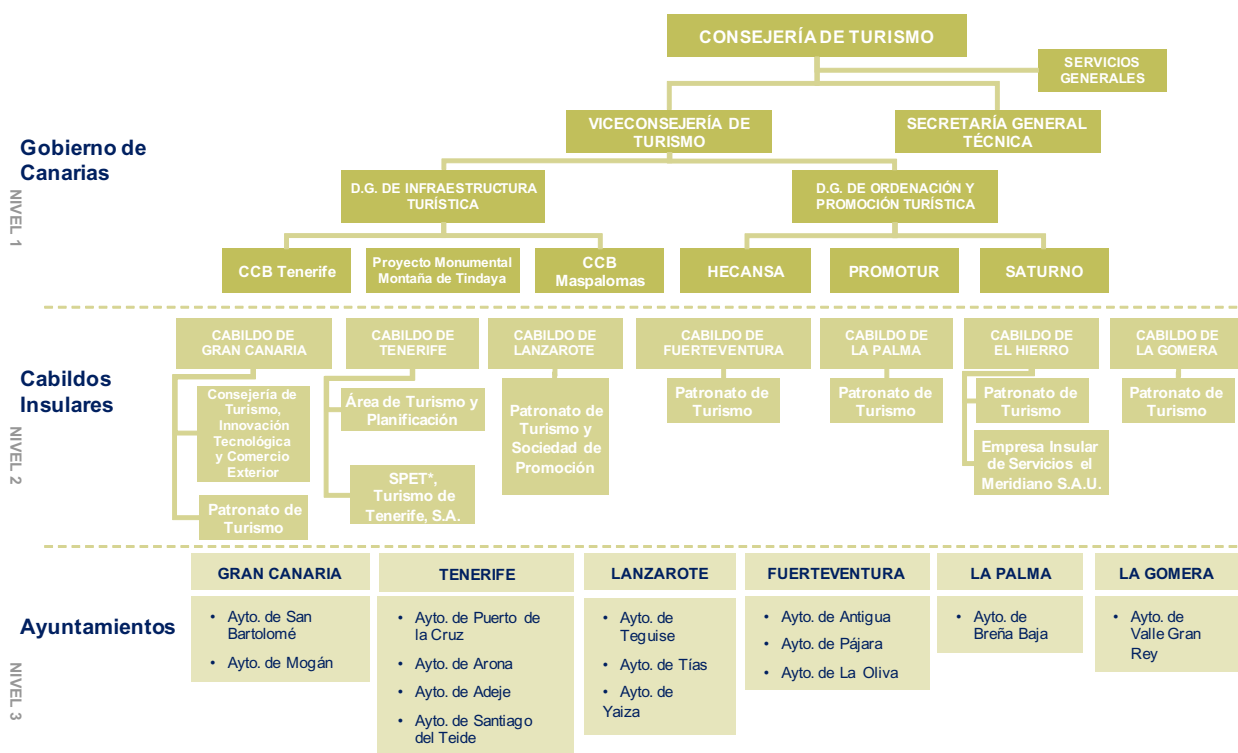 CONSEJERÍA DE TURISMO
SERVICIOS
GENERALES
VICECONSEJERÍA DE
TURISMO
SECRETARÍA GENERAL
TÉCNICA
Gobierno de
Canarias
NIVEL 1
D.G. DE INFRAESTRUCTURA
TURÍSTICA
D.G. DE ORDENACIÓN Y
PROMOCIÓN TURÍSTICA
CCB Tenerife
Proyecto Monumental
Montaña de Tindaya
CCB
Maspalomas
HECANSA
PROMOTUR
SATURNO
Cabildos
Insulares
NIVEL 2
CABILDO DE
GRAN CANARIA
CABILDO DE
TENERIFE
CABILDO DE
LANZAROTE
CABILDO DE
FUERTEVENTURA
CABILDO DE
LA PALMA
CABILDO DE
EL HIERRO
CABILDO DE
LA GOMERA
Consejería de
Turismo,
Innovación
Tecnológica
y Comercio
Exterior
Patronato de
Turismo
Área de Turismo y
Planificación
SPET*,
Turismo de
Tenerife, S.A.
Patronato de
Turismo y
Sociedad de
Promoción
Patronato de
Turismo
Patronato de
Turismo
Patronato de
Turismo
Empresa Insular
de Servicios el
Meridiano S.A.U.
Patronato de
Turismo
Ayuntamientos
NIVEL 3
GRAN CANARIA
• Ayto. de San
Bartolomé
• Ayto. de Mogán
TENERIFE
• Ayto. de Puerto de
la Cruz
• Ayto. de Arona
• Ayto. de Adeje
• Ayto. de Santiago
del Teide
LANZAROTE
• Ayto. de
Teguise
• Ayto. de Tías
• Ayto. de
Yaiza
FUERTEVENTURA
• Ayto. de Antigua
• Ayto. de Pájara
• Ayto. de La Oliva
LA PALMA
• Ayto. de
Breña Baja
LA GOMERA
• Ayto. de
Valle Gran
Rey